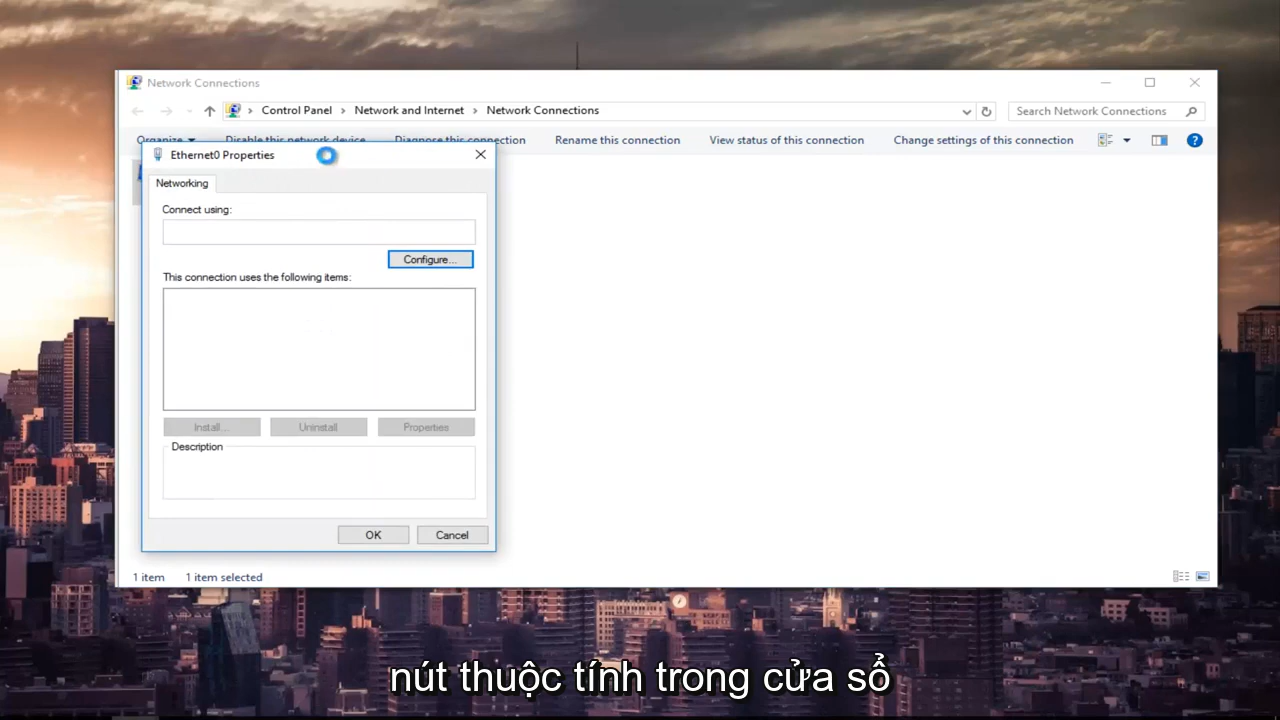 Network Connections
Control Panel > Network and Internet > Network Connections
Search Network Connections
Organize Disable this network device Diagnose this connection Rename this connection View status of this connection Change settings of this connection
Ethernet0 Properties
Networking
Connect using:
Configure...
This connection uses the following items:
Install...
Uninstall
Properties
Description
OK
Cancel
1 item 1 item selected
nút thuộc tính trong cửa sổ